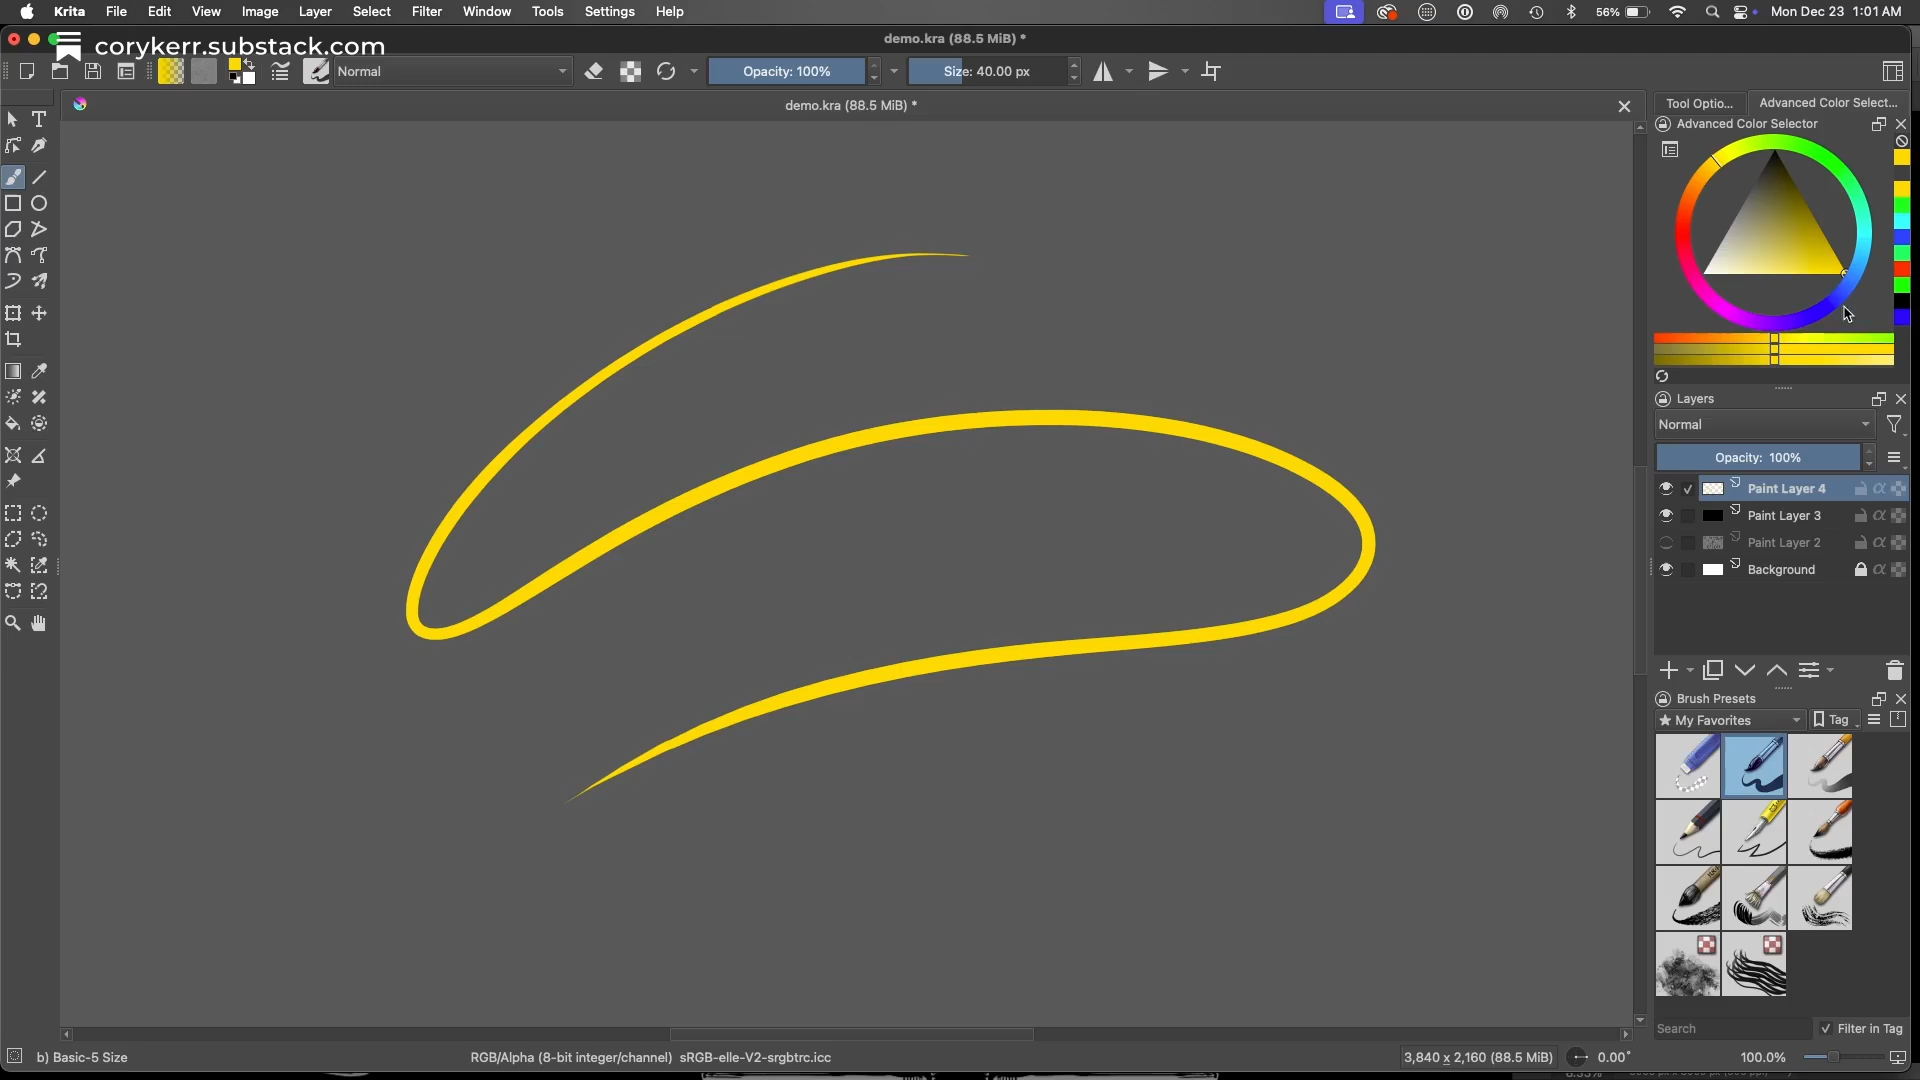 Krita File Edit View Image Layer Select Filter Window Tools Settings Help 56% Mon Dec 23 1:01 AM
demo.kra (88.5 MiB) *
corykerr.substack.com
Normal Opacity: 100% Size: 40.00 px
demo.kra (88.5 MiB) *
Tool Optio... Advanced Color Select...
Advanced Color Selector
Layers
Normal
Opacity: 100%
Paint Layer 4
Paint Layer 3
Paint Layer 2
Background
Brush Presets
★ My Favorites Tag
Search Filter in Tag
b) Basic-5 Size RGB/Alpha (8-bit integer/channel) sRGB-elle-V2-srgbtrc.icc 3,840 x 2,160 (88.5 MiB) 0.00° 100.0%